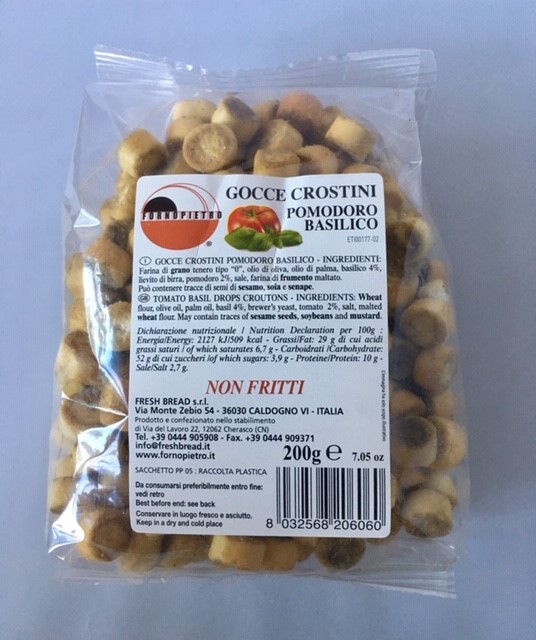 FORNOPIETRO
®
GOCCE CROSTINI
POMODORO
BASILICO
ETI00177-02
I GOCCE CROSTINI POMODORO BASILICO - INGREDIENTI:
Farina di grano tenero tipo "0", olio di oliva, olio di palma, basilico 4%,
lievito di birra, pomodoro 2%, sale, farina di frumento maltato.
Può contenere tracce di semi di sesamo, soia e senape.
GB TOMATO BASIL DROPS CROUTONS - INGREDIENTS: Wheat
flour, olive oil, palm oil, basil 4%, brewer's yeast, tomato 2%, salt, malted
wheat flour. May contain traces of sesame seeds, soybeans and mustard.
Dichiarazione nutrizionale / Nutrition Declaration per 100g :
Energia/Energy: 2127 kJ/509 kcal - Grassi/Fat: 29 g di cui acidi
grassi saturi / of which saturates 6,7 g - Carboidrati /Carbohydrate:
52 g di cui zuccheri /of which sugars: 3,9 g - Proteine/Protein: 10 g -
Sale/Salt 2,7 g.
NON FRITTI
FRESH BREAD s.r.l.
Via Monte Zebio 54 - 36030 CALDOGNO VI - ITALIA
Prodotto e confezionato nello stabilimento
di Via del Lavoro 22, 12062 Cherasco (CN)
Tel. +39 0444 905908 - Fax. +39 0444 909371
info@freshbread.it
www.fornopietro.it
200g e 7.05 oz
SACCHETTO PP 05 : RACCOLTA PLASTICA
Da consumarsi preferibilmente entro fine:
vedi retro
Best before end: see back
Conservare in luogo fresco e asciutto.
Keep in a dry and cold place
8 032568 206060
L'immagine ha solo scopo illustrativo